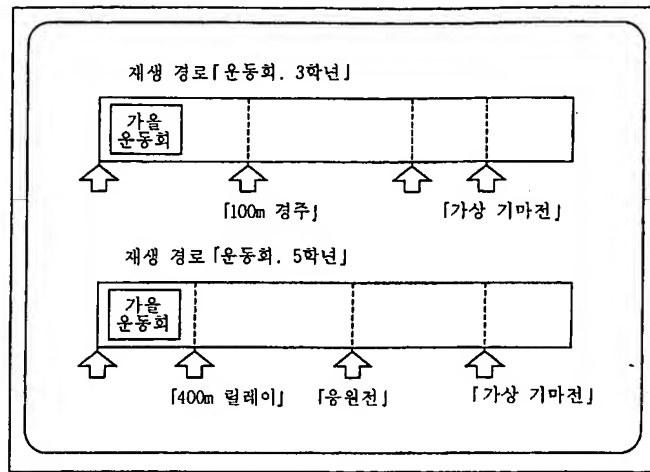 재생 경로「운동회. 3학년」
가을
운동회
「100m 경주」 「가상 기마전」
재생 경로「운동회. 5학년」
가을
운동회
「400m 릴레이」 「응원전」 「가상 기마전」